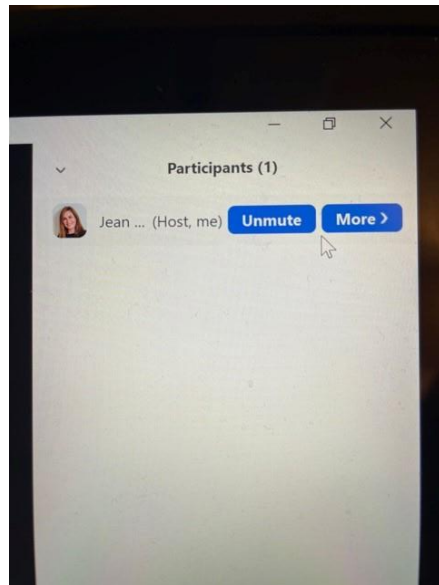 Participants (1)
Jean ... (Host, me) Unmute More >